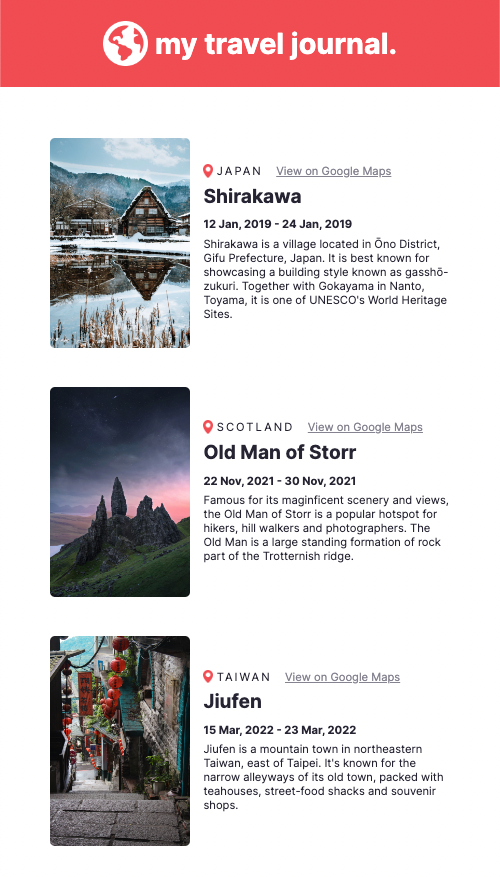 my travel journal.
JAPAN View on Google Maps
Shirakawa
12 Jan, 2019 - 24 Jan, 2019
Shirakawa is a village located in Ōno District,
Gifu Prefecture, Japan. It is best known for
showcasing a building style known as gasshō-
zukuri. Together with Gokayama in Nanto,
Toyama, it is one of UNESCO's World Heritage
Sites.
SCOTLAND View on Google Maps
Old Man of Storr
22 Nov, 2021 - 30 Nov, 2021
Famous for its maginficent scenery and views,
the Old Man of Storr is a popular hotspot for
hikers, hill walkers and photographers. The
Old Man is a large standing formation of rock
part of the Trotternish ridge.
TAIWAN View on Google Maps
Jiufen
15 Mar, 2022 - 23 Mar, 2022
Jiufen is a mountain town in northeastern
Taiwan, east of Taipei. It's known for the
narrow alleyways of its old town, packed with
teahouses, street-food shacks and souvenir
shops.